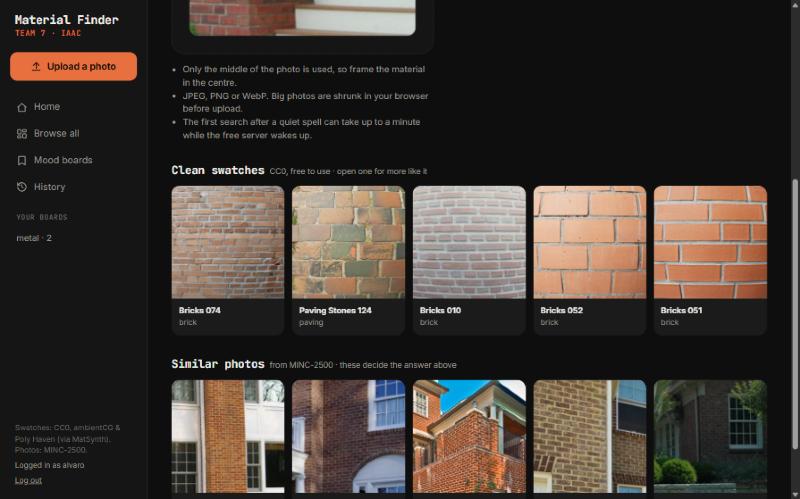 Material Finder
TEAM 7 · IAAC
Upload a photo
Home
Browse all
Mood boards
History
YOUR BOARDS
metal · 2
Swatches: CC0, ambientCG &
Poly Haven (via MatSynth).
Photos: MINC-2500.
Logged in as alvaro
Log out
• Only the middle of the photo is used, so frame the material
in the centre.
• JPEG, PNG or WebP. Big photos are shrunk in your browser
before upload.
• The first search after a quiet spell can take up to a minute
while the free server wakes up.
Clean swatches CC0, free to use · open one for more like it
Bricks 074
brick
Paving Stones 124
paving
Bricks 010
brick
Bricks 052
brick
Bricks 051
brick
Similar photos from MINC-2500 · these decide the answer above